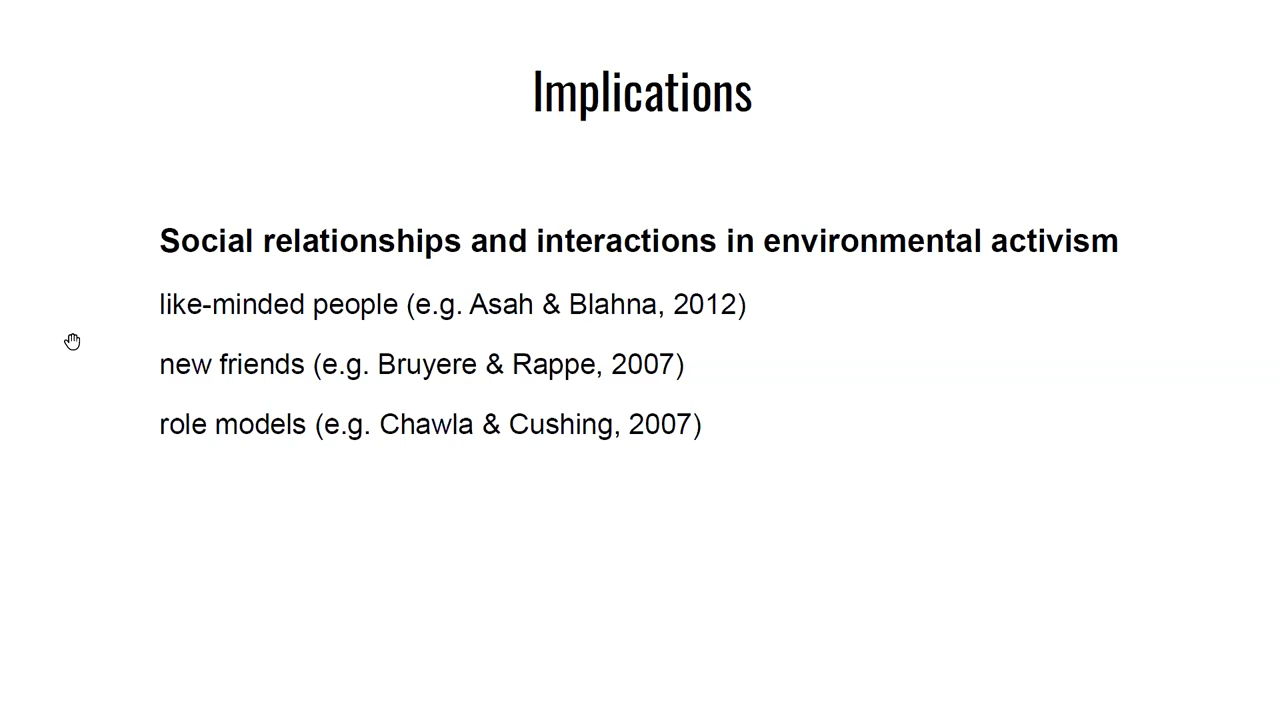 Implications
Social relationships and interactions in environmental activism
like-minded people (e.g. Asah & Blahna, 2012)
new friends (e.g. Bruyere & Rappe, 2007)
role models (e.g. Chawla & Cushing, 2007)